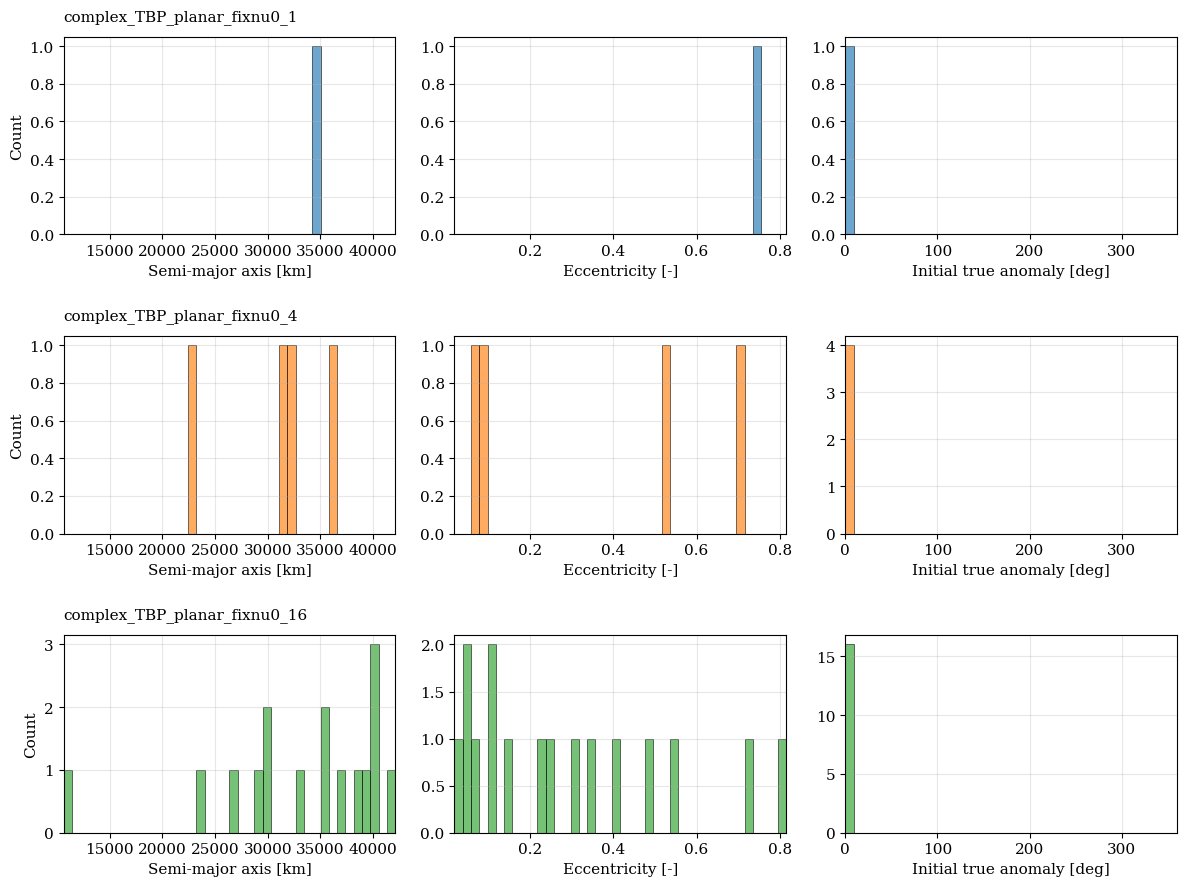 complex_TBP_planar_fixnu0_1
1.0
0.8
0.6
0.4
0.2
0.0
Count
15000 20000 25000 30000 35000 40000
Semi-major axis [km]
1.0
0.8
0.6
0.4
0.2
0.0
0.2 0.4 0.6 0.8
Eccentricity [-]
1.0
0.8
0.6
0.4
0.2
0.0
0 100 200 300
Initial true anomaly [deg]
complex_TBP_planar_fixnu0_4
1.0
0.8
0.6
0.4
0.2
0.0
Count
15000 20000 25000 30000 35000 40000
Semi-major axis [km]
1.0
0.8
0.6
0.4
0.2
0.0
0.2 0.4 0.6 0.8
Eccentricity [-]
4
3
2
1
0
0 100 200 300
Initial true anomaly [deg]
complex_TBP_planar_fixnu0_16
3
2
1
0
Count
15000 20000 25000 30000 35000 40000
Semi-major axis [km]
2.0
1.5
1.0
0.5
0.0
0.2 0.4 0.6 0.8
Eccentricity [-]
15
10
5
0
0 100 200 300
Initial true anomaly [deg]